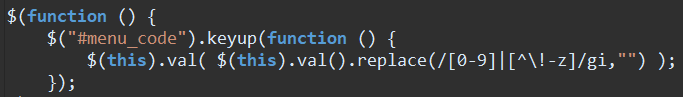 $(function () {
$("#menu_code").keyup(function () {
$(this).val( $(this).val().replace(/[0-9]|[^\!-z]/gi,"") );
});